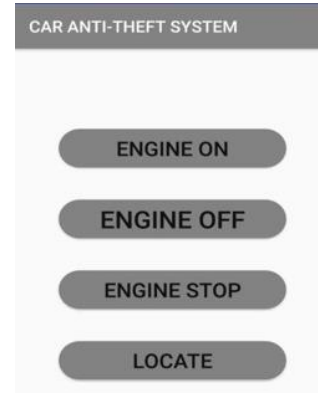 CAR ANTI-THEFT SYSTEM
ENGINE ON
ENGINE OFF
ENGINE STOP
LOCATE